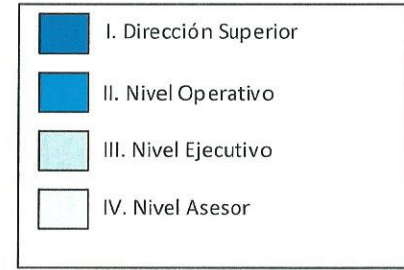 I. Dirección Superior
II. Nivel Operativo
III. Nivel Ejecutivo
IV. Nivel Asesor